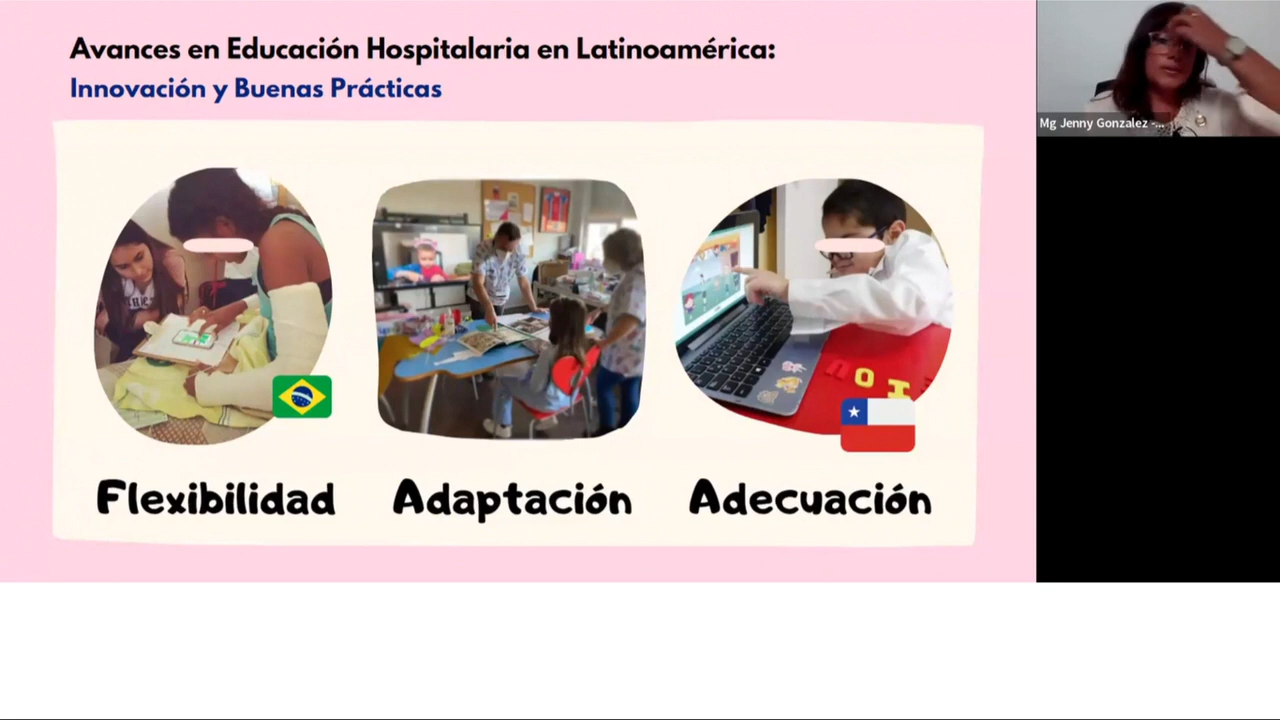 Avances en Educación Hospitalaria en Latinoamérica:
Innovación y Buenas Prácticas
Flexibilidad
Adaptación
Adecuación
Mg Jenny Gonzalez -...